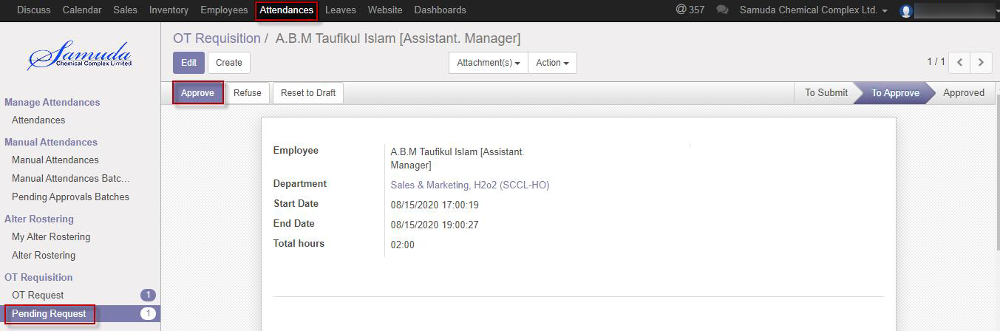 Discuss Calendar Sales Inventory Employees Attendances Leaves Website Dashboards @ 357 Samuda Chemical Complex Ltd.
Samuda
Chemical Complex Limited
OT Requisition / A.B.M Taufikul Islam [Assistant. Manager]
Edit Create Attachment(s) Action 1 / 1
Approve Refuse Reset to Draft To Submit To Approve Approved
Manage Attendances
Attendances
Manual Attendances
Manual Attendances
Manual Attendances Batc...
Pending Approvals Batches
Alter Rostering
My Alter Rostering
Alter Rostering
OT Requisition
OT Request 1
Pending Request 1
Employee A.B.M Taufikul Islam [Assistant.
Manager]
Department Sales & Marketing, H2o2 (SCCL-HO)
Start Date 08/15/2020 17:00:19
End Date 08/15/2020 19:00:27
Total hours 02:00